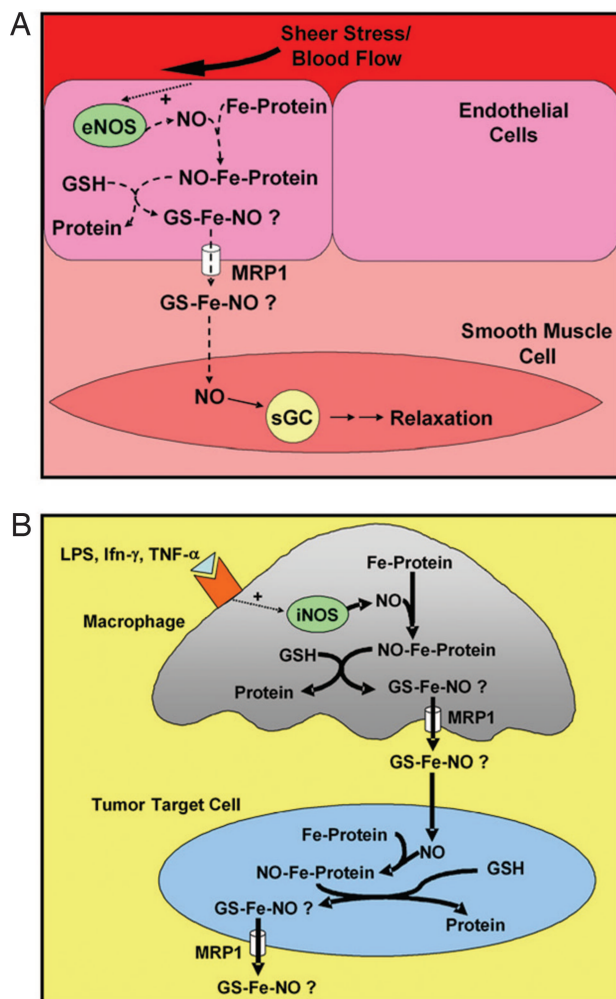 A
Sheer Stress/
Blood Flow
+
eNOS
NO
Fe-Protein
Endothelial
Cells
GSH
NO-Fe-Protein
Protein
GS-Fe-NO ?
MRP1
GS-Fe-NO ?
Smooth Muscle
Cell
NO
sGC
Relaxation
B
LPS, Ifn-γ, TNF-α
Fe-Protein
+
iNOS
NO
Macrophage
GSH
NO-Fe-Protein
Protein
GS-Fe-NO ?
MRP1
GS-Fe-NO ?
Tumor Target Cell
Fe-Protein
NO
NO-Fe-Protein
GSH
GS-Fe-NO ?
Protein
MRP1
GS-Fe-NO ?